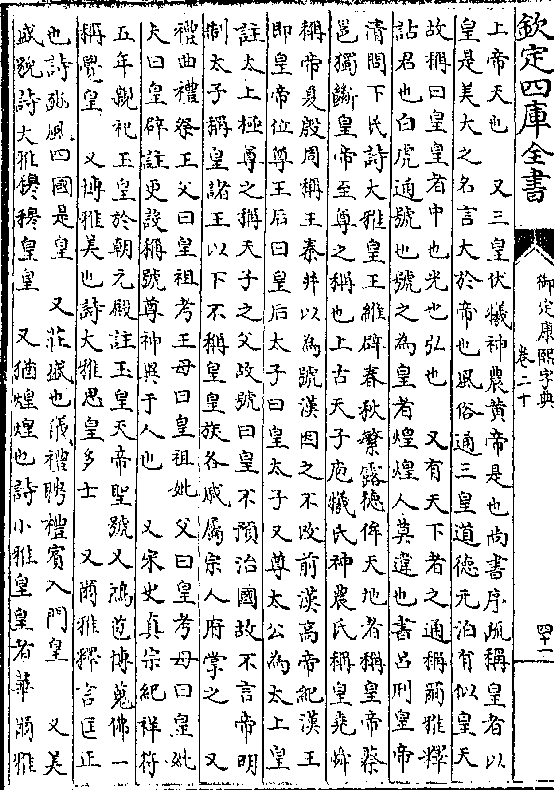 欽定四庫全書
御定康熙字典
卷二十
四十二
上帝天也　又三皇伏犧神農黄帝是也尚書序疏稱皇者以
皇是美大之名言大於帝也風俗通三皇道德元泊有似皇天
故稱曰皇皇者中也光也弘也　又有天下者之通稱爾雅釋
詁君也白虎通號也號之為皇者煌煌人莫違也書吕刑皇帝
清問下民詩大雅皇王維辟春秋繁露德侔天地者稱皇帝蔡
邕獨斷皇帝至尊之稱也上古天子庖犧氏神農氏稱皇堯舜
稱帝夏殷周稱王秦并以為號漢因之不改前漢高帝紀漢王
即皇帝位尊王后曰皇后太子曰皇太子又尊太公為太上皇
註太上極尊之稱天子之父故號曰皇不預治國故不言帝明
制太子稱皇諸王以下不稱皇皇族各戚屬宗人府掌之　又
禮曲禮祭王父曰皇祖考王母曰皇祖妣　父曰皇考母曰皇妣
夫曰皇辟註更設稱號尊神異于人也　又宋史真宗紀祥符
五年親祀玉皇於朝元殿註玉皇天帝聖號又鴻苞博蒐佛一
稱覺皇　又博雅美也詩大雅思皇多士　又爾雅釋言匡正
也詩豳風四國是皇　又莊盛也儀禮聘禮賓入門皇　又美
盛貌詩大雅穆穆皇皇　又猶煌煌也詩小雅皇皇者華爾雅